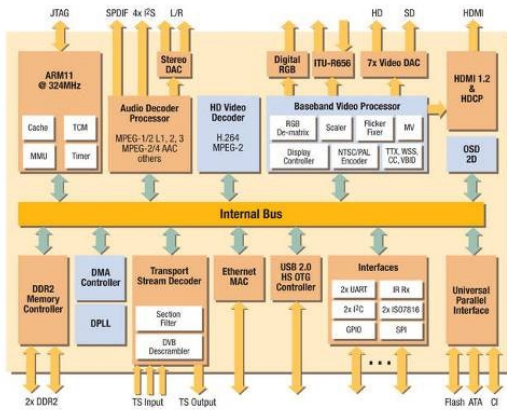 JTAG
SPDIF 4x I²S L/R
HD SD
HDMI
ARM11
@ 324MHz
Cache
TCM
MMU
Timer
Stereo
DAC
Audio Decoder
Processor
MPEG-1/2 L1, 2, 3
MPEG-2/4 AAC
others
HD Video
Decoder
H.264
MPEG-2
Digital
RGB
ITU-R656
7x Video DAC
Baseband Video Processor
RGB
De-matrix
Scaler
Flicker
Fixer
MV
Display
Controller
NTSC/PAL
Encoder
TTX, WSS,
CC, VBID
HDMI 1.2
&
HDCP
OSD
2D
Internal Bus
DDR2
Memory
Controller
DMA
Controller
DPLL
Transport
Stream Decoder
Section
Filter
DVB
Descrambler
Ethernet
MAC
USB 2.0
HS OTG
Controller
Interfaces
2x UART
IR Rx
2x I²C
2x ISO7816
GPIO
SPI
Universal
Parallel
Interface
2x DDR2
TS Input
TS Output
Flash ATA CI